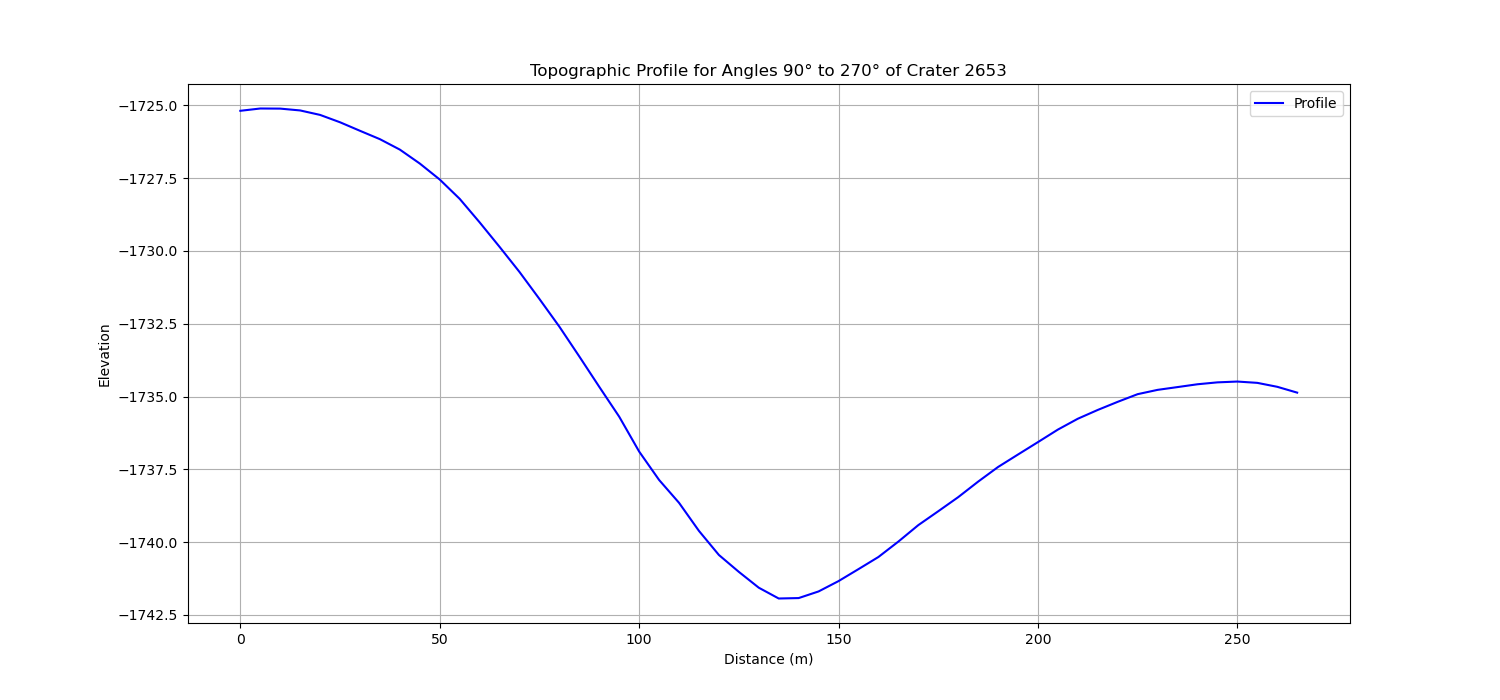 Topographic Profile for Angles 90° to 270° of Crater 2653
Profile
Elevation
−1725.0
−1727.5
−1730.0
−1732.5
−1735.0
−1737.5
−1740.0
−1742.5
0 50 100 150 200 250
Distance (m)